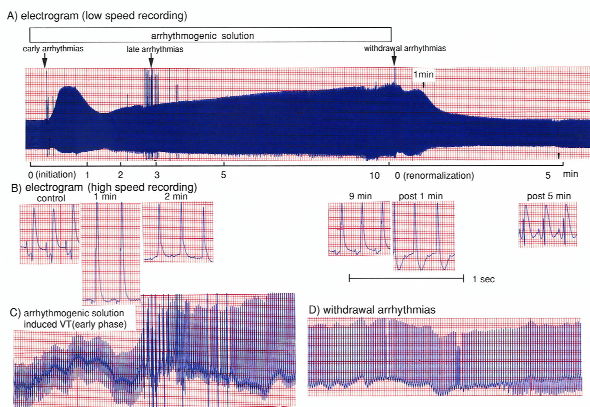 A) electrogram (low speed recording)
arrhythmogenic solution
early arrhythmias
late arrhythmias
withdrawal arrhythmias
1min
0 (initiation) 1 2 3 5 10 0 (renormalization) 5 min
B) electrogram (high speed recording)
control 1 min 2 min 9 min post 1 min post 5 min
1 sec
C) arrhythmogenic solution
induced VT(early phase)
D) withdrawal arrhythmias